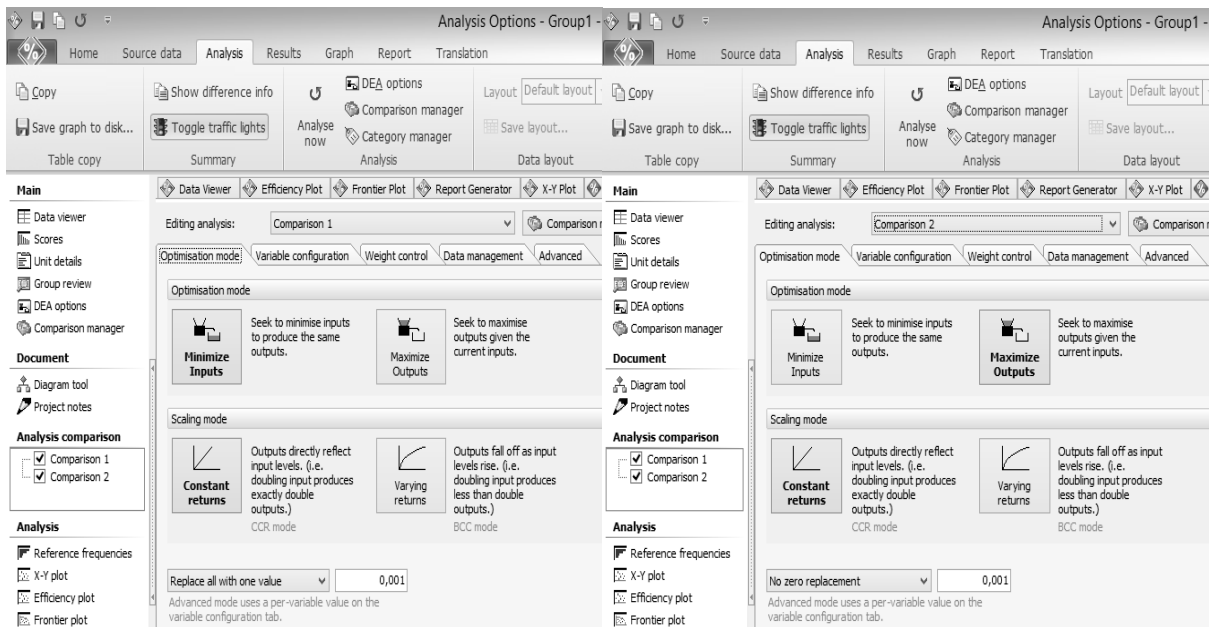 Analysis Options - Group1 -
% Home Source data Analysis Results Graph Report Translation
Copy
Save graph to disk...
Table copy
Show difference info
Toggle traffic lights
Summary
Analyse now
DEA options
Comparison manager
Category manager
Analysis
Layout Default layout
Save layout...
Data layout
Main
Data viewer
Scores
Unit details
Group review
DEA options
Comparison manager
Document
Diagram tool
Project notes
Analysis comparison
Comparison 1
Comparison 2
Analysis
Reference frequencies
X-Y plot
Efficiency plot
Frontier plot
Data Viewer Efficiency Plot Frontier Plot Report Generator X-Y Plot
Editing analysis: Comparison 1 Comparison r
Optimisation mode Variable configuration Weight control Data management Advanced
Optimisation mode
Minimize
Inputs
Seek to minimise inputs
to produce the same
outputs.
Maximize
Outputs
Seek to maximise
outputs given the
current inputs.
Scaling mode
Constant
returns
Outputs directly reflect
input levels. (i.e.
doubling input produces
exactly double
outputs.)
CCR mode
Varying
returns
Outputs fall off as input
levels rise. (i.e.
doubling input produces
less than double
outputs.)
BCC mode
Replace all with one value 0,001
Advanced mode uses a per-variable value on the
variable configuration tab.
Analysis Options - Group1 -
% Home Source data Analysis Results Graph Report Translation
Copy
Save graph to disk...
Table copy
Show difference info
Toggle traffic lights
Summary
Analyse now
DEA options
Comparison manager
Category manager
Analysis
Layout Default layout
Save layout...
Data layout
Main
Data viewer
Scores
Unit details
Group review
DEA options
Comparison manager
Document
Diagram tool
Project notes
Analysis comparison
Comparison 1
Comparison 2
Analysis
Reference frequencies
X-Y plot
Efficiency plot
Frontier plot
Data Viewer Efficiency Plot Frontier Plot Report Generator X-Y Plot
Editing analysis: Comparison 2 Comparison r
Optimisation mode Variable configuration Weight control Data management Advanced
Optimisation mode
Minimize
Inputs
Seek to minimise inputs
to produce the same
outputs.
Maximize
Outputs
Seek to maximise
outputs given the
current inputs.
Scaling mode
Constant
returns
Outputs directly reflect
input levels. (i.e.
doubling input produces
exactly double
outputs.)
CCR mode
Varying
returns
Outputs fall off as input
levels rise. (i.e.
doubling input produces
less than double
outputs.)
BCC mode
No zero replacement 0,001
Advanced mode uses a per-variable value on the
variable configuration tab.